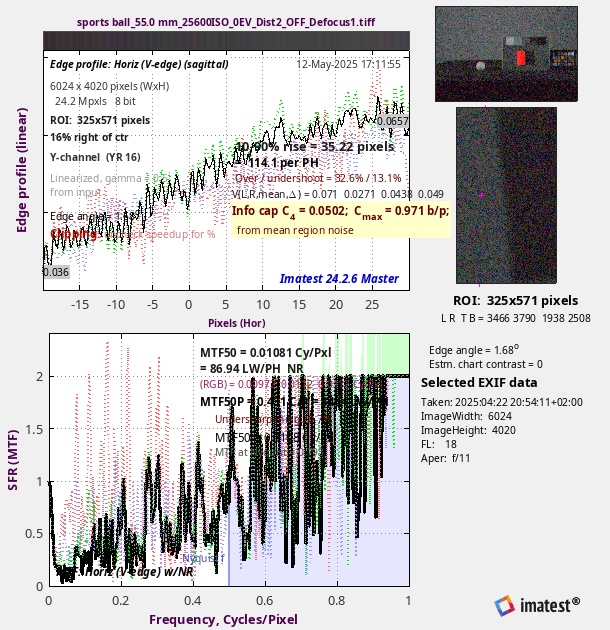 sports ball_55.0 mm_25600ISO_0EV_Dist2_OFF_Defocus1.tiff
Edge profile: Horiz (V-edge) (sagittal)
12-May-2025 17:11:55
6024 x 4020 pixels (WxH)
24.2 Mpxls 8 bit
ROI: 325x571 pixels
16% right of ctr
Y-channel (YR 16)
Linearized, gamma
from input
Edge angle
Clipping
speedup for %
0.0657
10-90% rise = 35.22 pixels
= 114.1 per PH
Over / undershoot = 32.6% / 13.1%
V(L,R,mean,Δ) = 0.071 0.0271 0.0438 0.049
Info cap C4 = 0.0502; Cmax = 0.971 b/p;
from mean region noise
0.036
Imatest 24.2.6 Master
Edge profile (linear)
-15 -10 -5 0 5 10 15 20 25
Pixels (Hor)
ROI: 325x571 pixels
L R T B = 3466 3790 1938 2508
Edge angle = 1.68°
Estm. chart contrast = 0
Selected EXIF data
Taken: 2025:04:22 20:54:11+02:00
ImageWidth: 6024
ImageHeight: 4020
FL: 18
Aper: f/11
MTF50 = 0.01081 Cy/Pxl
= 86.94 LW/PH NR
(RGB) =
MTF50P =
MTF50
Nyquist f
MTF: Horiz (V-edge) w/NR
SFR (MTF)
2
1.5
1
0.5
0
0 0.2 0.4 0.6 0.8 1
Frequency, Cycles/Pixel
imatest®